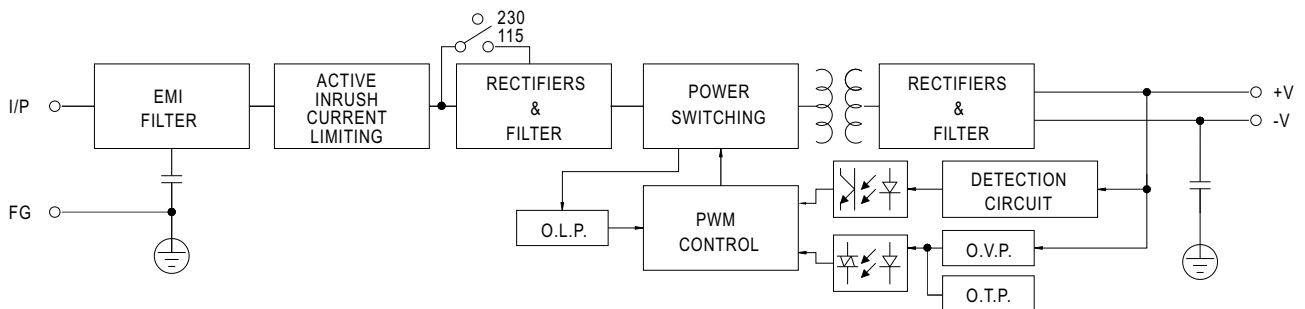 230
115
I/P
EMI
FILTER
ACTIVE
INRUSH
CURRENT
LIMITING
RECTIFIERS
&
FILTER
POWER
SWITCHING
RECTIFIERS
&
FILTER
+V
-V
FG
O.L.P.
PWM
CONTROL
DETECTION
CIRCUIT
O.V.P.
O.T.P.